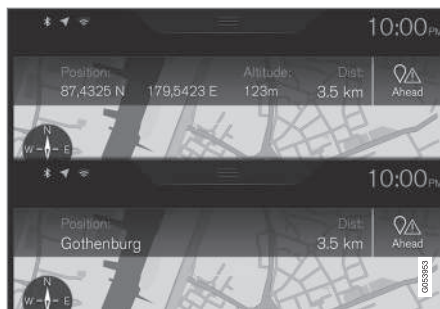 10:00PM
Position: Altitude: Dist:
87,4325 N 179,5423 E 123m 3.5 km Ahead
N
W E
10:00PM
Position: Dist:
Gothenburg 3.5 km Ahead
N
W E
G053953